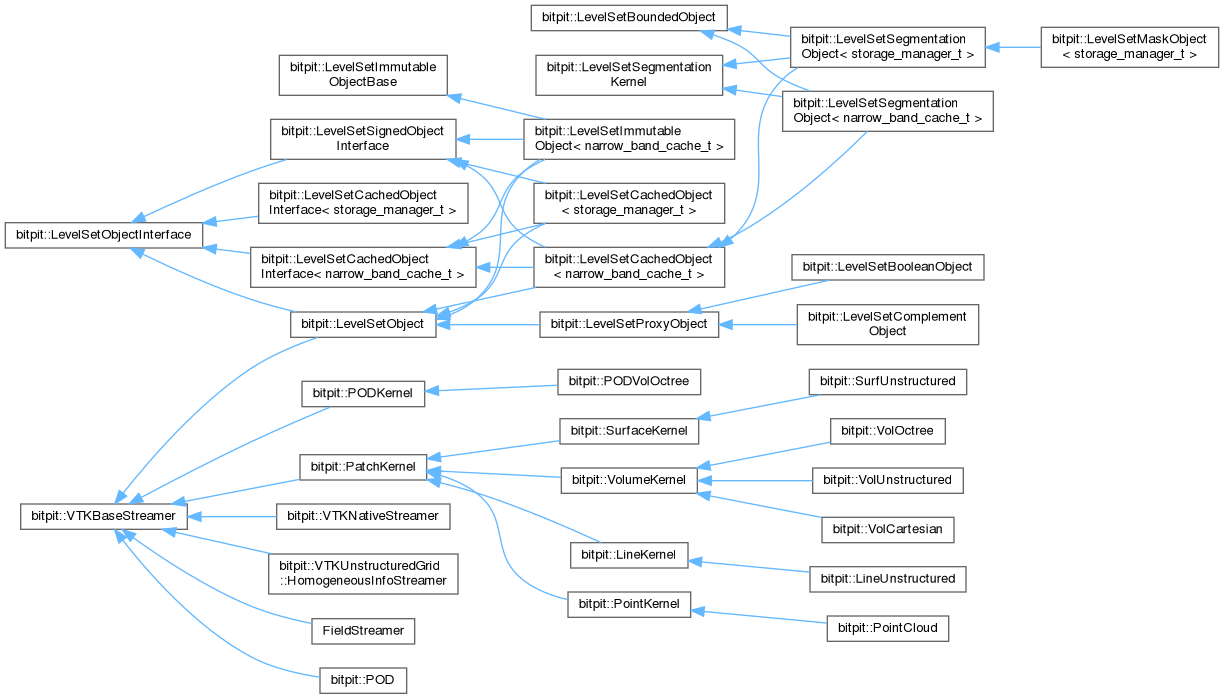 bitpit::LevelSetBoundedObject
bitpit::LevelSetSegmentation
Object< storage_manager_t >
bitpit::LevelSetMaskObject
< storage_manager_t >
bitpit::LevelSetImmutable
ObjectBase
bitpit::LevelSetSegmentation
Kernel
bitpit::LevelSetSegmentation
Object< narrow_band_cache_t >
bitpit::LevelSetSignedObject
Interface
bitpit::LevelSetImmutable
Object< narrow_band_cache_t >
bitpit::LevelSetCachedObject
Interface< storage_manager_t >
bitpit::LevelSetCachedObject
< storage_manager_t >
bitpit::LevelSetObjectInterface
bitpit::LevelSetCachedObject
Interface< narrow_band_cache_t >
bitpit::LevelSetCachedObject
< narrow_band_cache_t >
bitpit::LevelSetBooleanObject
bitpit::LevelSetObject
bitpit::LevelSetProxyObject
bitpit::LevelSetComplement
Object
bitpit::PODKernel
bitpit::PODVolOctree
bitpit::SurfUnstructured
bitpit::SurfaceKernel
bitpit::VolOctree
bitpit::PatchKernel
bitpit::VolumeKernel
bitpit::VolUnstructured
bitpit::VTKBaseStreamer
bitpit::VTKNativeStreamer
bitpit::VolCartesian
bitpit::VTKUnstructuredGrid
::HomogeneousInfoStreamer
bitpit::LineKernel
bitpit::LineUnstructured
bitpit::PointKernel
bitpit::PointCloud
FieldStreamer
bitpit::POD